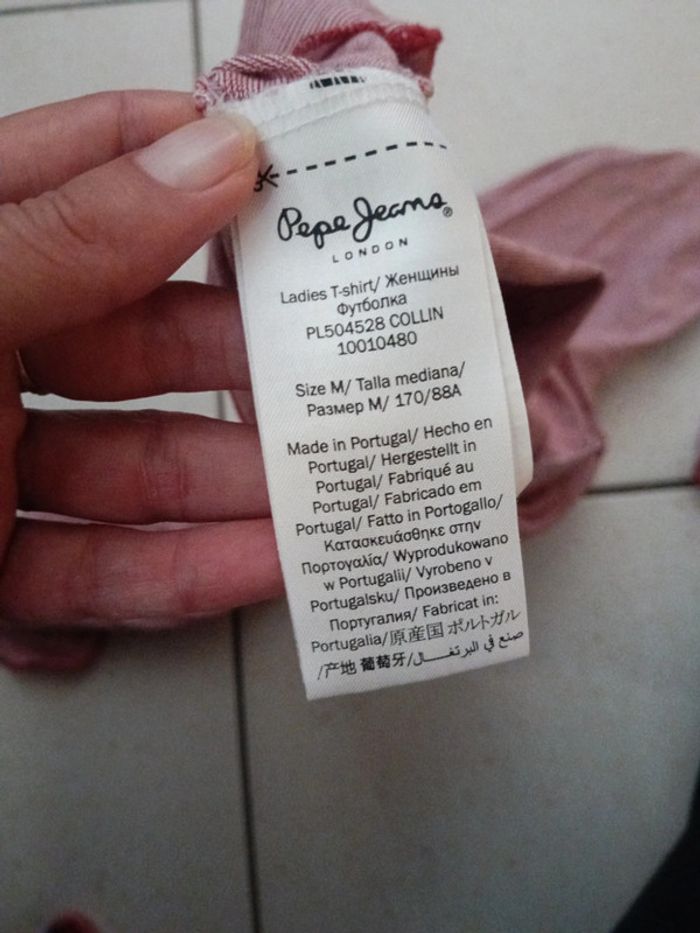 Pepe Jeans®
LONDON
Ladies T-shirt/ Женщины
Футболка
PL504528 COLLIN
10010480
Size M/ Talla mediana/
Размер M/ 170/88A
Made in Portugal/ Hecho en
Portugal/ Hergestellt in
Portugal/ Fabriqué au
Portugal/ Fabricado em
Portugal/ Fatto in Portogallo/
Κατασκευάσθηκε στην
Πορτογαλία/ Wyprodukowano
w Portugalii/ Vyrobeno v
Portugalsku/ Произведено в
Португалия/ Fabricat in:
Portugalia/原産国 ポルトガル
/产地 葡萄牙/صنع في البرتغـــال